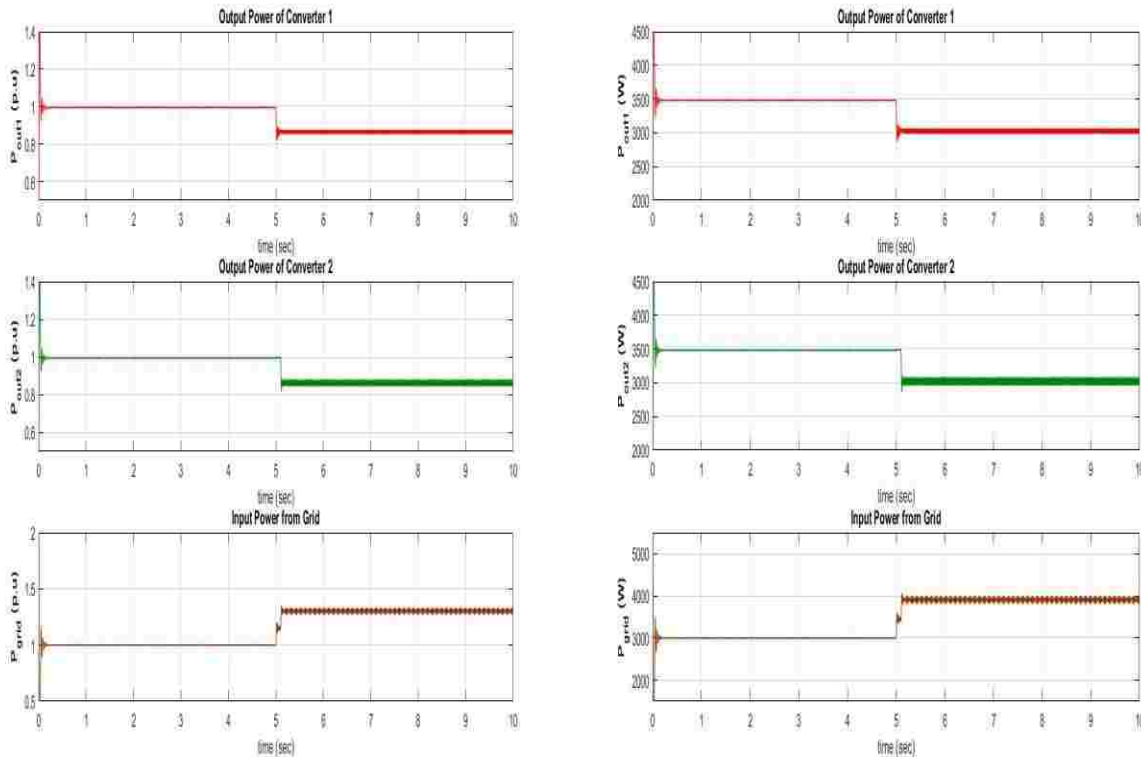 Output Power of Converter 1
P_out1 (p.u)
1.4
1.2
1
0.8
0.6
0 1 2 3 4 5 6 7 8 9 10
time (sec)
Output Power of Converter 1
P_out1 (W)
4500
4000
3500
3000
2500
2000
0 1 2 3 4 5 6 7 8 9 10
time (sec)
Output Power of Converter 2
P_out2 (p.u)
1.4
1.2
1
0.8
0.6
0 1 2 3 4 5 6 7 8 9 10
time (sec)
Output Power of Converter 2
P_out2 (W)
4500
4000
3500
3000
2500
2000
0 1 2 3 4 5 6 7 8 9 10
time (sec)
Input Power from Grid
P_grid (p.u)
2
1.5
1
0.5
0 1 2 3 4 5 6 7 8 9 10
time (sec)
Input Power from Grid
P_grid (W)
5000
4000
3000
2000
0 1 2 3 4 5 6 7 8 9 10
time (sec)